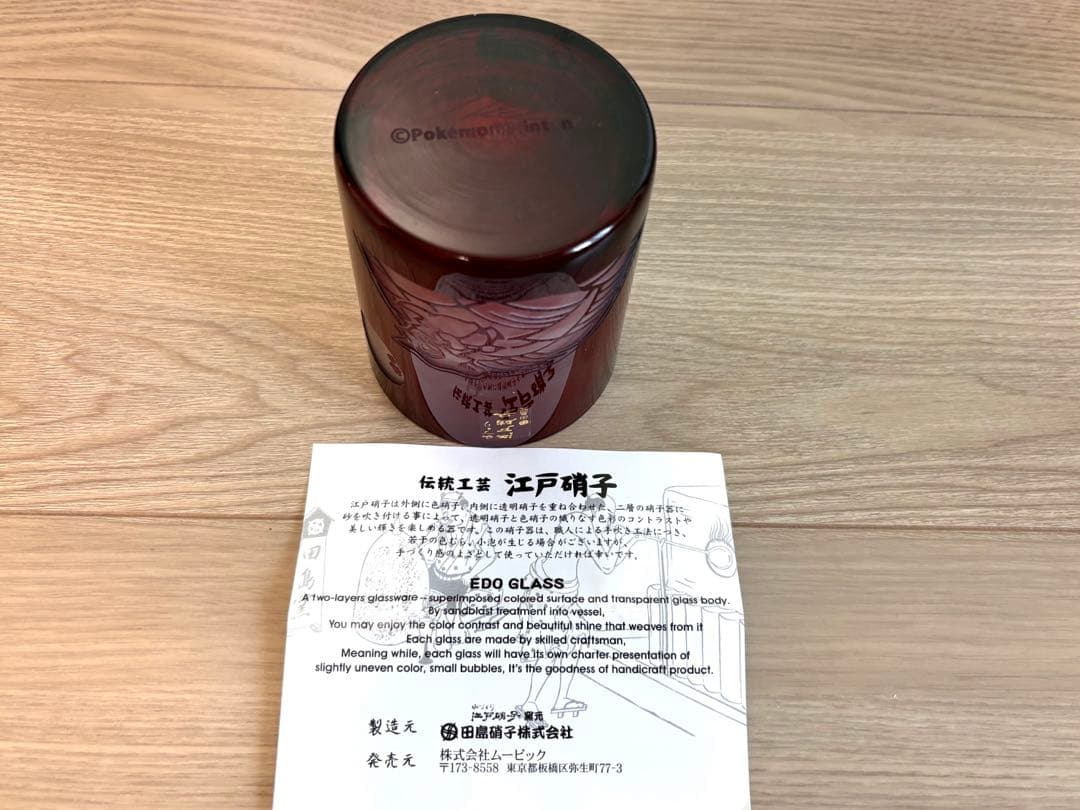 ©Pokémon
伝統工芸 江戸硝子
江戸硝子は外側に色硝子、内側に透明硝子を重ね合わせた、二層の硝子器に
砂を吹き付ける事によって、透明硝子と色硝子の織りなす色彩のコントラストや
美しい輝きを楽しめる器です。この硝子器は、職人による手吹き工法につき、
若干の色むら、小泡が生じる場合がございますが、
手づくり感のよさとして使っていただければ幸いです。
EDO GLASS
A two-layers glassware -- superimposed colored surface and transparent glass body.
By sandblast treatment into vessel,
You may enjoy the color contrast and beautiful shine that weaves from it
Each glass are made by skilled craftsman,
Meaning while, each glass will have its own charter presentation of
slightly uneven color, small bubbles, It's the goodness of handicraft product.
江戸硝子 窯元
製造元 田島硝子株式会社
発売元 株式会社ムービック
〒173-8558 東京都板橋区弥生町77-3